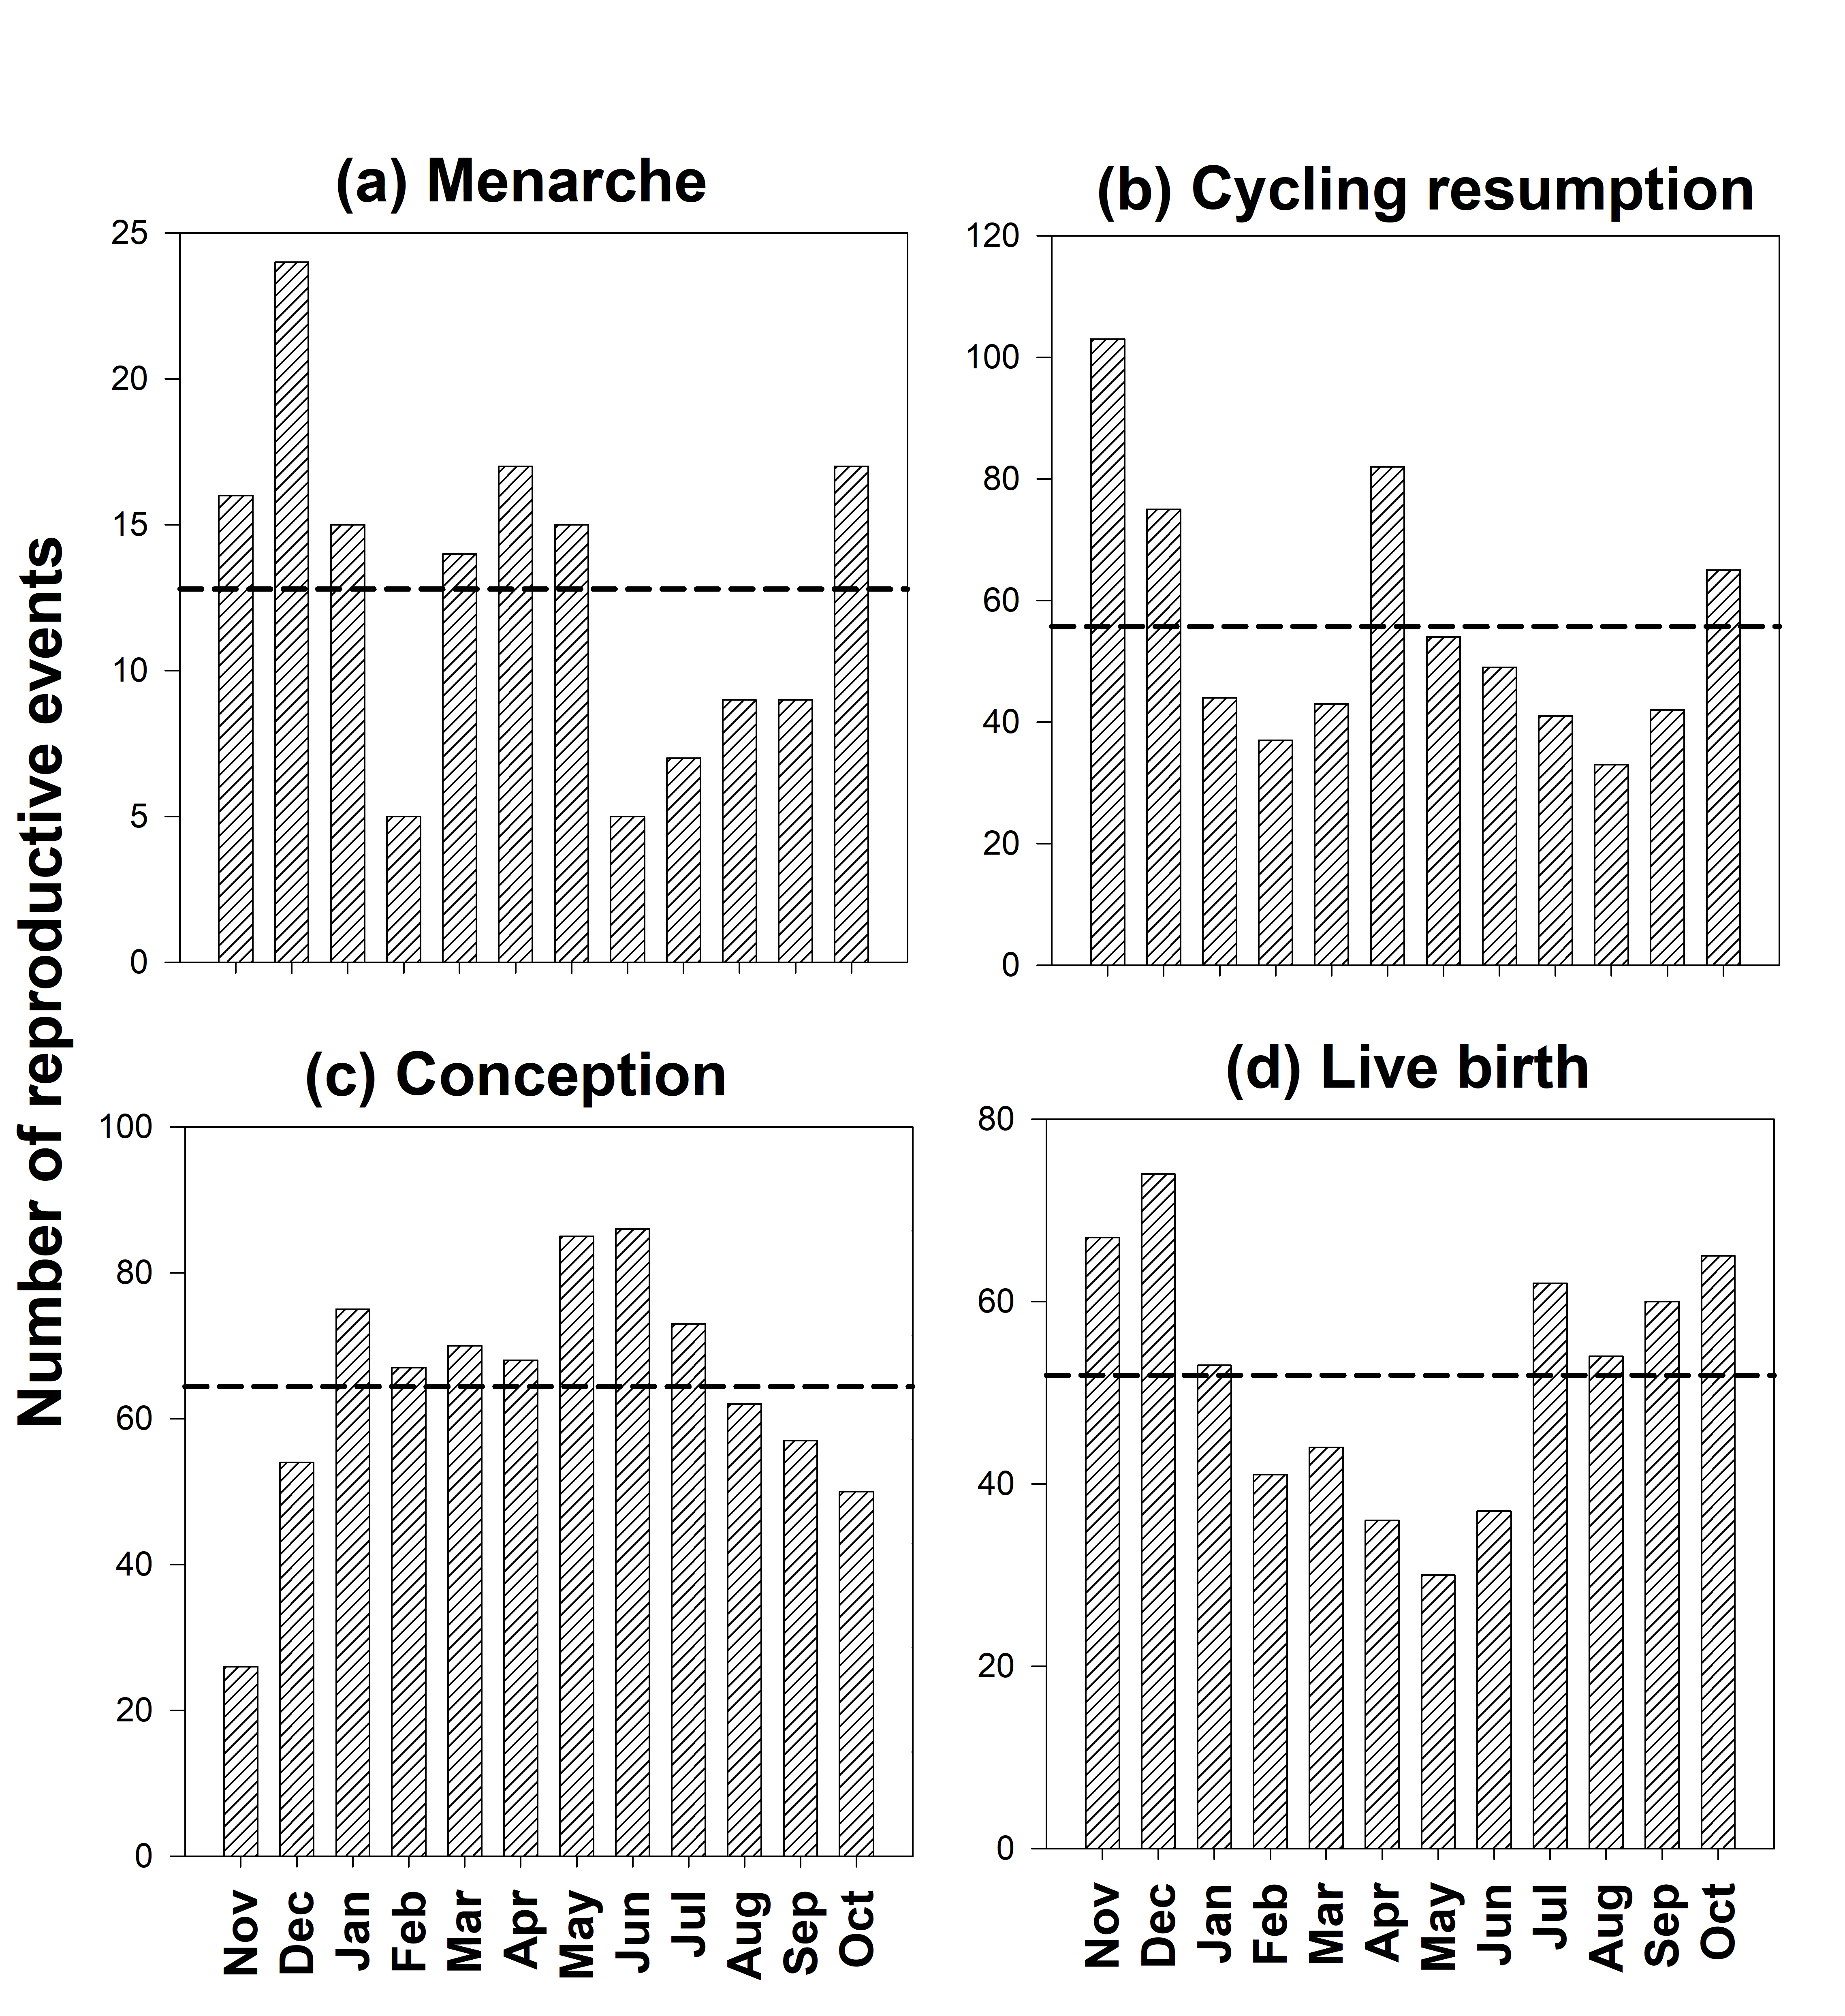 Number of reproductive events
(a) Menarche
25
20
15
10
5
0
(b) Cycling resumption
120
100
80
60
40
20
0
(c) Conception
100
80
60
40
20
0
Nov
Dec
Jan
Feb
Mar
Apr
May
Jun
Jul
Aug
Sep
Oct
(d) Live birth
80
60
40
20
0
Nov
Dec
Jan
Feb
Mar
Apr
May
Jun
Jul
Aug
Sep
Oct